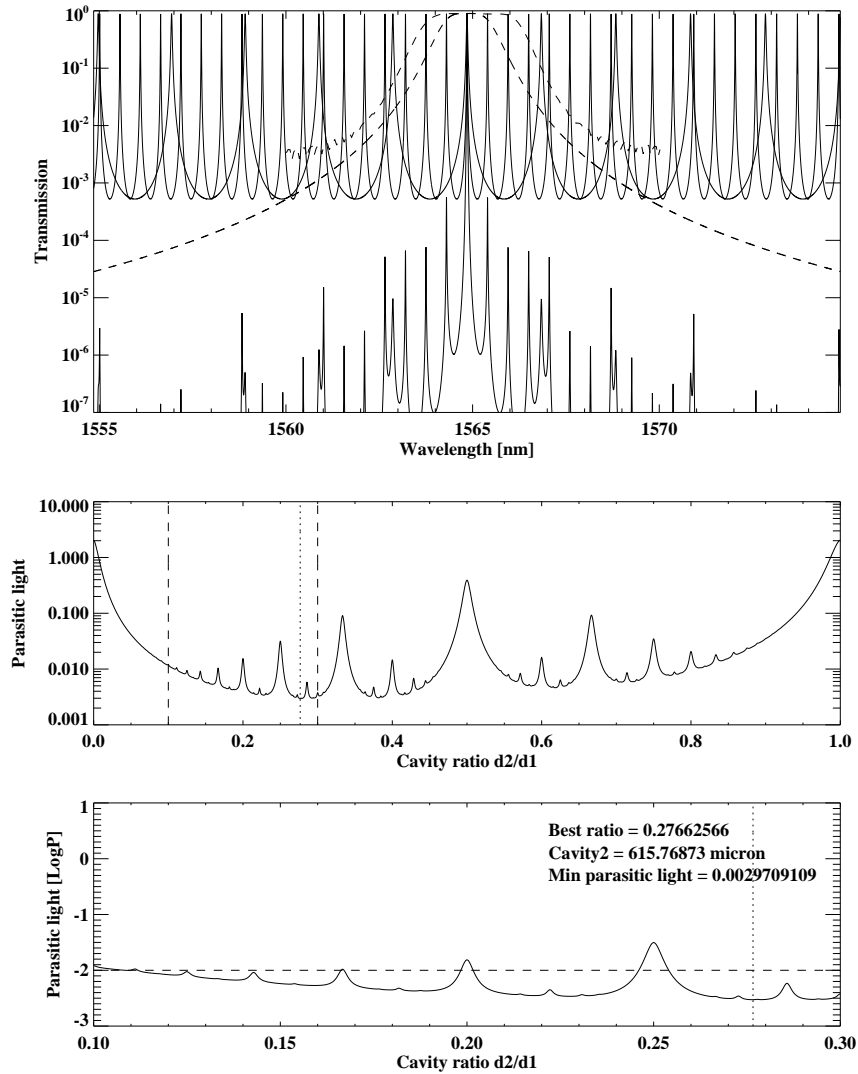 10^0
10^-1
10^-2
10^-3
10^-4
10^-5
10^-6
10^-7
Transmission
1555 1560 1565 1570
Wavelength [nm]
10.000
1.000
0.100
0.010
0.001
Parasitic light
0.0 0.2 0.4 0.6 0.8 1.0
Cavity ratio d2/d1
1
0
-1
-2
-3
Parasitic light [LogP]
Best ratio = 0.27662566
Cavity2 = 615.76873 micron
Min parasitic light = 0.0029709109
0.10 0.15 0.20 0.25 0.30
Cavity ratio d2/d1